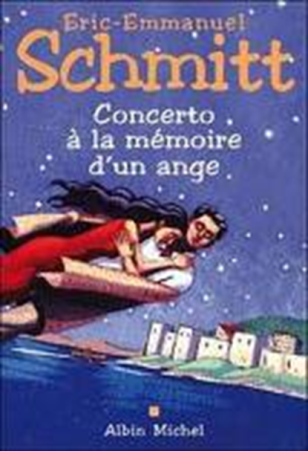 Eric-Emmanuel
Schmitt
Concerto
à la mémoire
d'un ange
Albin Michel